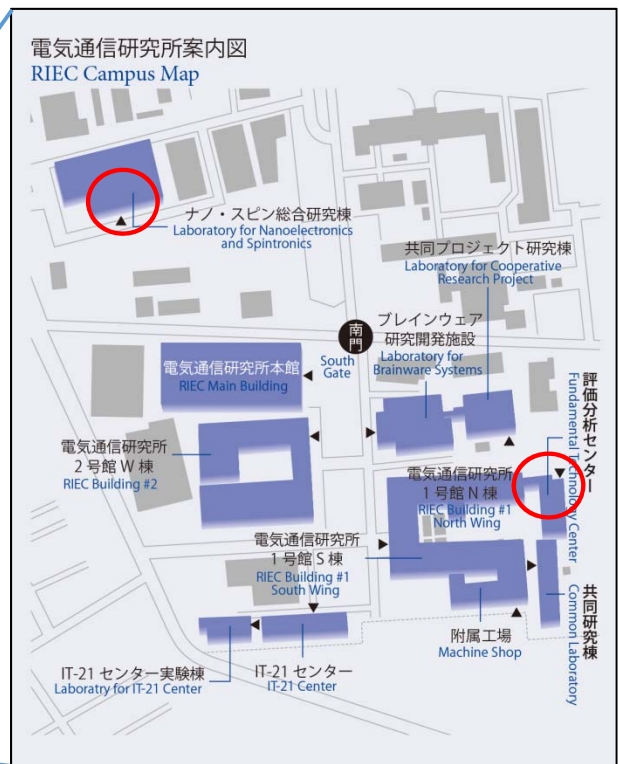 電気通信研究所案内図
RIEC Campus Map
ナノ・スピン総合研究棟
Laboratory for Nanoelectronics
and Spintronics
共同プロジェクト研究棟
Laboratory for Cooperative
Research Project
南門
South
Gate
ブレインウェア
研究開発施設
Laboratory for
Brainware Systems
電気通信研究所本館
RIEC Main Building
評価分析センター
Fundamental Technology Center
電気通信研究所
2号館 W 棟
RIEC Building #2
電気通信研究所
1号館 N 棟
RIEC Building #1
North Wing
電気通信研究所
1号館 S 棟
RIEC Building #1
South Wing
共同研究棟
Common Laboratory
附属工場
Machine Shop
IT-21 センター実験棟
Laboratry for IT-21 Center
IT-21 センター
IT-21 Center